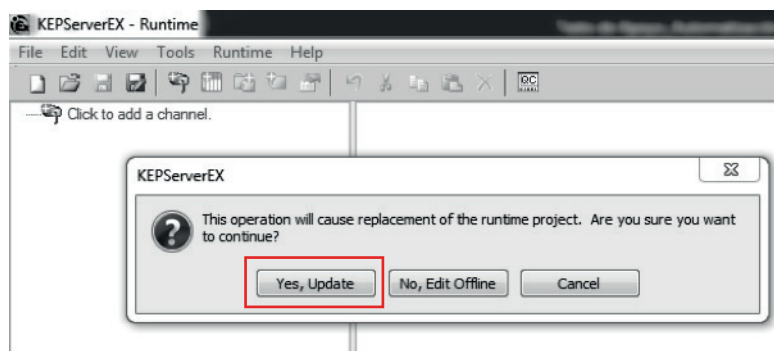 KEPServerEX - Runtime
File Edit View Tools Runtime Help
QC
Click to add a channel.
KEPServerEX
This operation will cause replacement of the runtime project. Are you sure you want
to continue?
Yes, Update No, Edit Offline Cancel